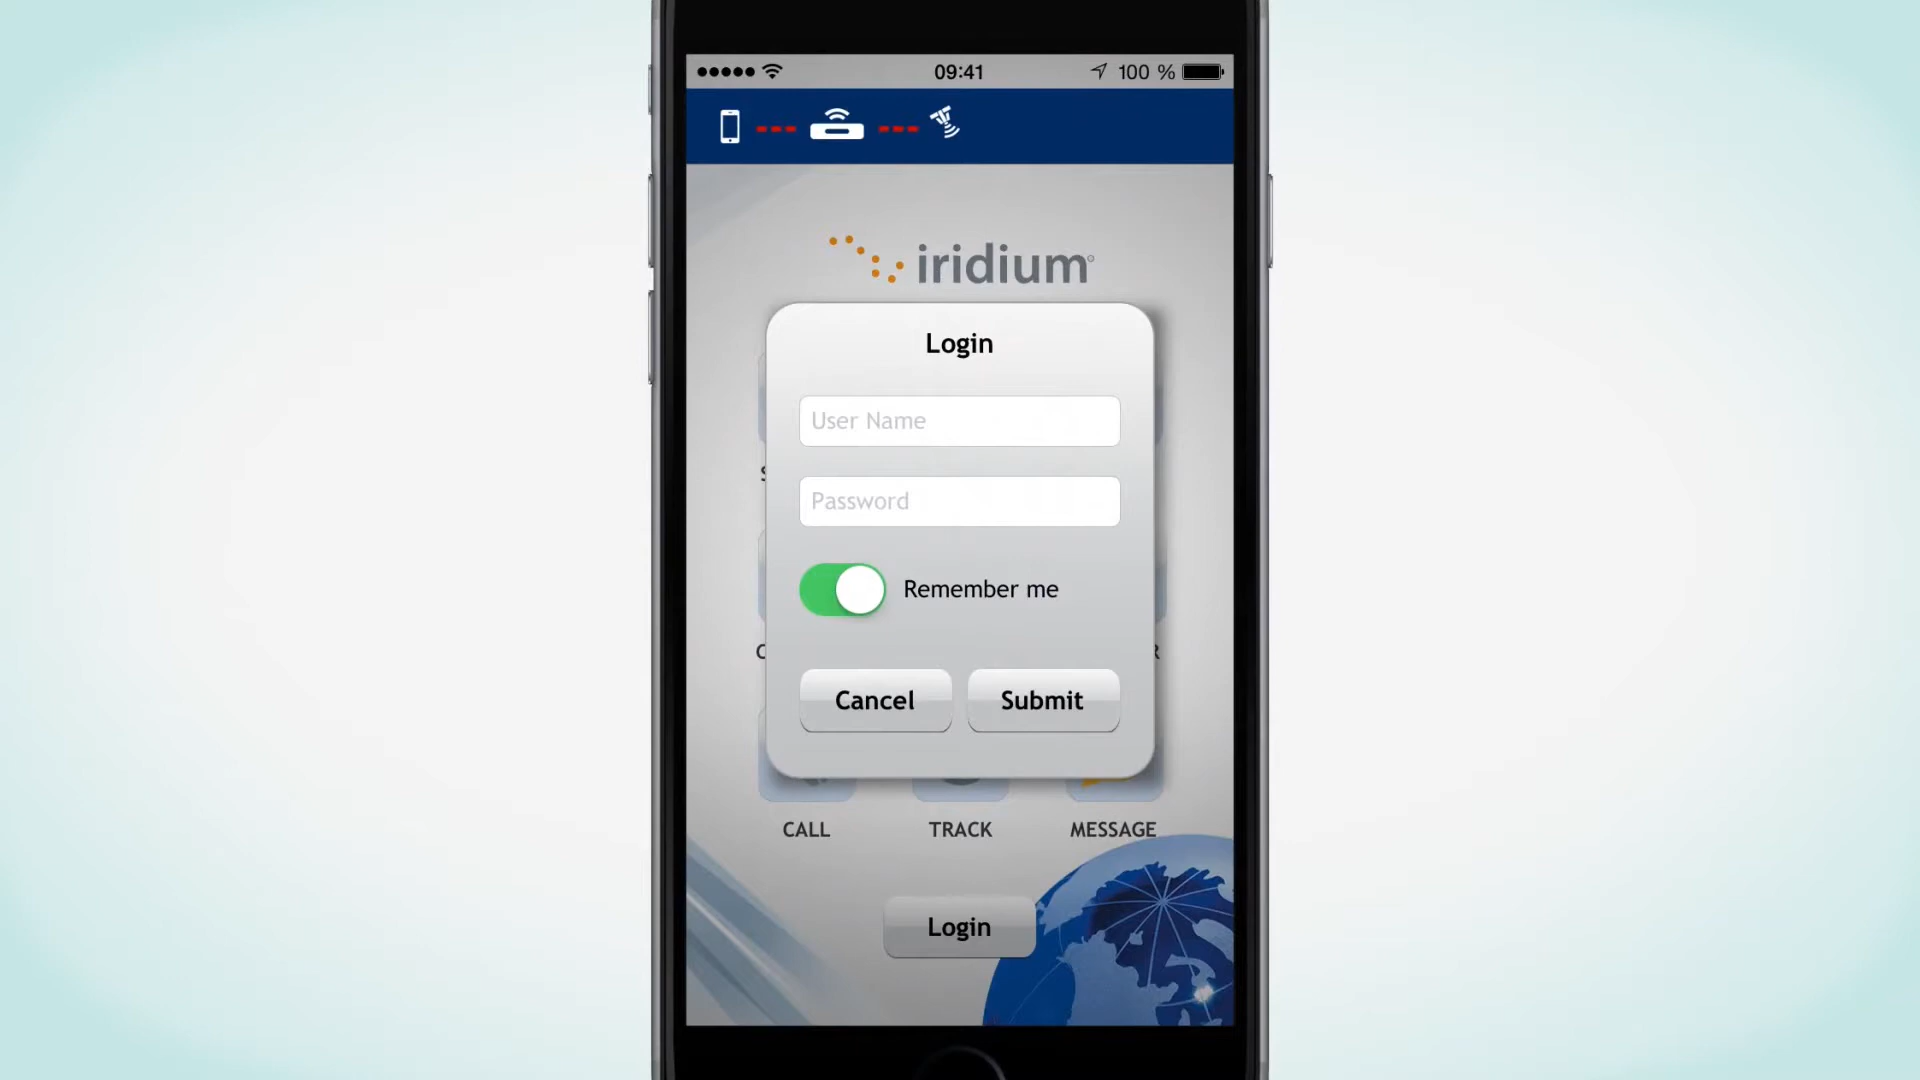 09:41
100 %
iridium®
Login
User Name
Password
Remember me
Cancel
Submit
CALL
TRACK
MESSAGE
Login